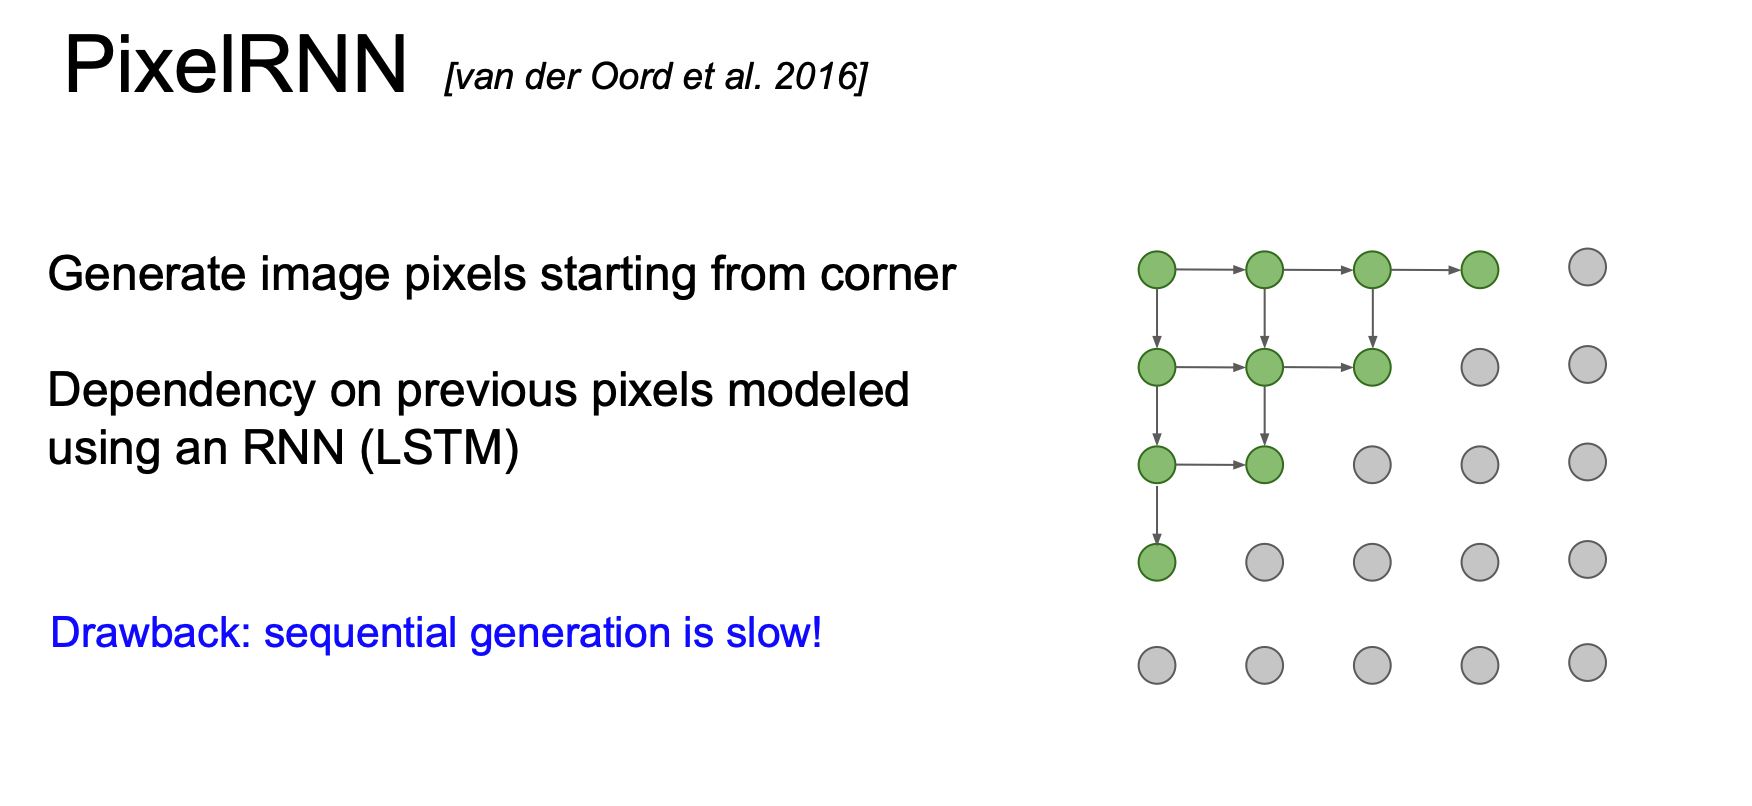 PixelRNN [van der Oord et al. 2016]
Generate image pixels starting from corner
Dependency on previous pixels modeled
using an RNN (LSTM)
Drawback: sequential generation is slow!